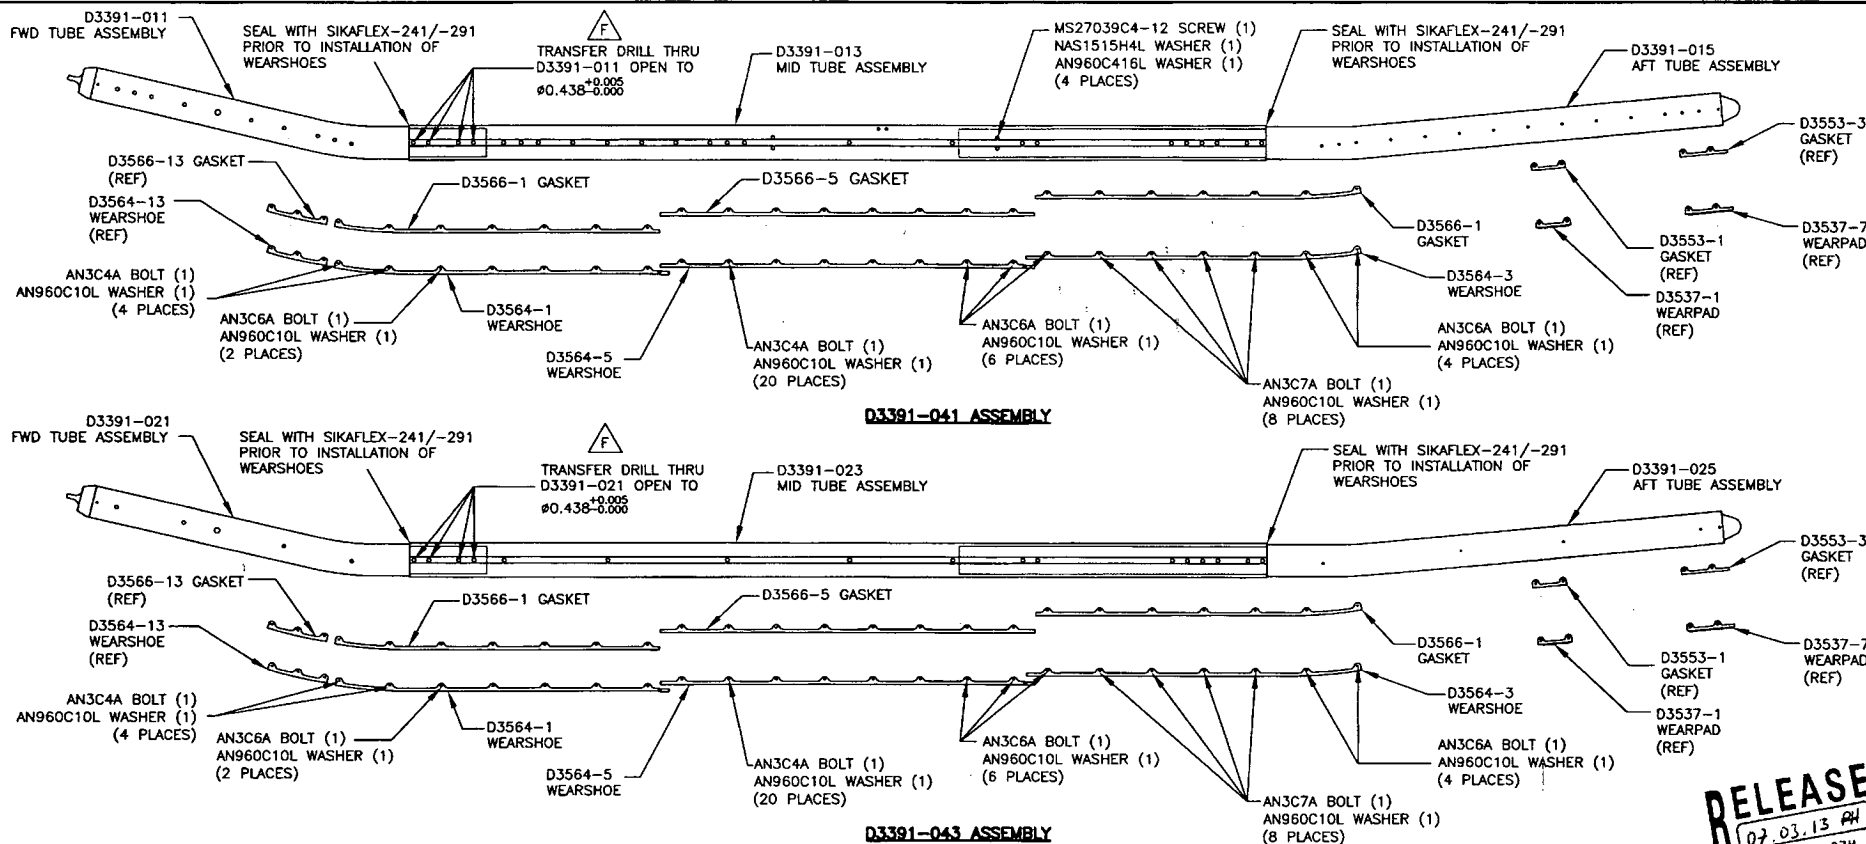 D3391-011
FWD TUBE ASSEMBLY
SEAL WITH SIKAFLEX-241/-291
PRIOR TO INSTALLATION OF
WEARSHOES
F
TRANSFER DRILL THRU
D3391-011 OPEN TO
+0.005
ø0.438-0.000
D3391-013
MID TUBE ASSEMBLY
MS27039C4-12 SCREW (1)
NAS1515H4L WASHER (1)
AN960C416L WASHER (1)
(4 PLACES)
SEAL WITH SIKAFLEX-241/-291
PRIOR TO INSTALLATION OF
WEARSHOES
D3391-015
AFT TUBE ASSEMBLY
D3553-3
GASKET
(REF)
D3566-13 GASKET
(REF)
D3564-13
WEARSHOE
(REF)
D3566-1 GASKET
D3566-5 GASKET
D3566-1
GASKET
D3553-1
GASKET
(REF)
D3537-7
WEARPAD
(REF)
AN3C4A BOLT (1)
AN960C10L WASHER (1)
(4 PLACES)
AN3C6A BOLT (1)
AN960C10L WASHER (1)
(2 PLACES)
D3564-1
WEARSHOE
D3564-5
WEARSHOE
AN3C4A BOLT (1)
AN960C10L WASHER (1)
(20 PLACES)
AN3C6A BOLT (1)
AN960C10L WASHER (1)
(6 PLACES)
AN3C7A BOLT (1)
AN960C10L WASHER (1)
(8 PLACES)
D3564-3
WEARSHOE
AN3C6A BOLT (1)
AN960C10L WASHER (1)
(4 PLACES)
D3537-1
WEARPAD
(REF)
D3391-041 ASSEMBLY
D3391-021
FWD TUBE ASSEMBLY
SEAL WITH SIKAFLEX-241/-291
PRIOR TO INSTALLATION OF
WEARSHOES
F
TRANSFER DRILL THRU
D3391-021 OPEN TO
+0.005
ø0.438-0.000
D3391-023
MID TUBE ASSEMBLY
SEAL WITH SIKAFLEX-241/-291
PRIOR TO INSTALLATION OF
WEARSHOES
D3391-025
AFT TUBE ASSEMBLY
D3553-3
GASKET
(REF)
D3566-13 GASKET
(REF)
D3564-13
WEARSHOE
(REF)
D3566-1 GASKET
D3566-5 GASKET
D3566-1
GASKET
D3553-1
GASKET
(REF)
D3537-7
WEARPAD
(REF)
AN3C4A BOLT (1)
AN960C10L WASHER (1)
(4 PLACES)
AN3C6A BOLT (1)
AN960C10L WASHER (1)
(2 PLACES)
D3564-1
WEARSHOE
D3564-5
WEARSHOE
AN3C4A BOLT (1)
AN960C10L WASHER (1)
(20 PLACES)
AN3C6A BOLT (1)
AN960C10L WASHER (1)
(6 PLACES)
AN3C7A BOLT (1)
AN960C10L WASHER (1)
(8 PLACES)
D3564-3
WEARSHOE
AN3C6A BOLT (1)
AN960C10L WASHER (1)
(4 PLACES)
D3537-1
WEARPAD
(REF)
D3391-043 ASSEMBLY
RELEASE
07.03.13 PH